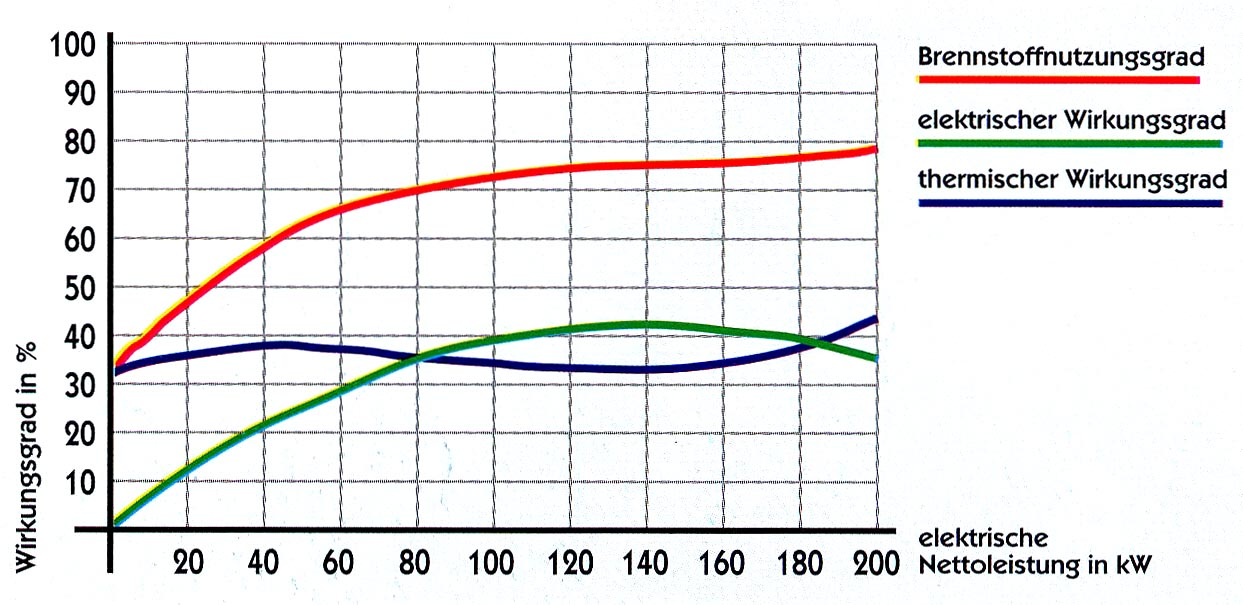 Wirkungsgrad in %
100
90
80
70
60
50
40
30
20
10
20 40 60 80 100 120 140 160 180 200
elektrische
Nettoleistung in kW
Brennstoffnutzungsgrad
elektrischer Wirkungsgrad
thermischer Wirkungsgrad